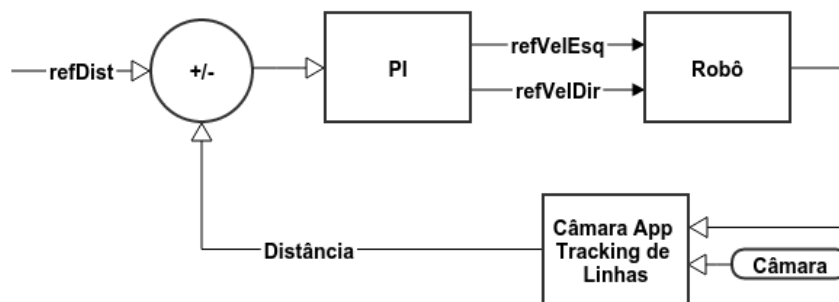 refDist
+/-
PI
refVelEsq
refVelDir
Robô
Distância
Câmara App
Tracking de
Linhas
Câmara